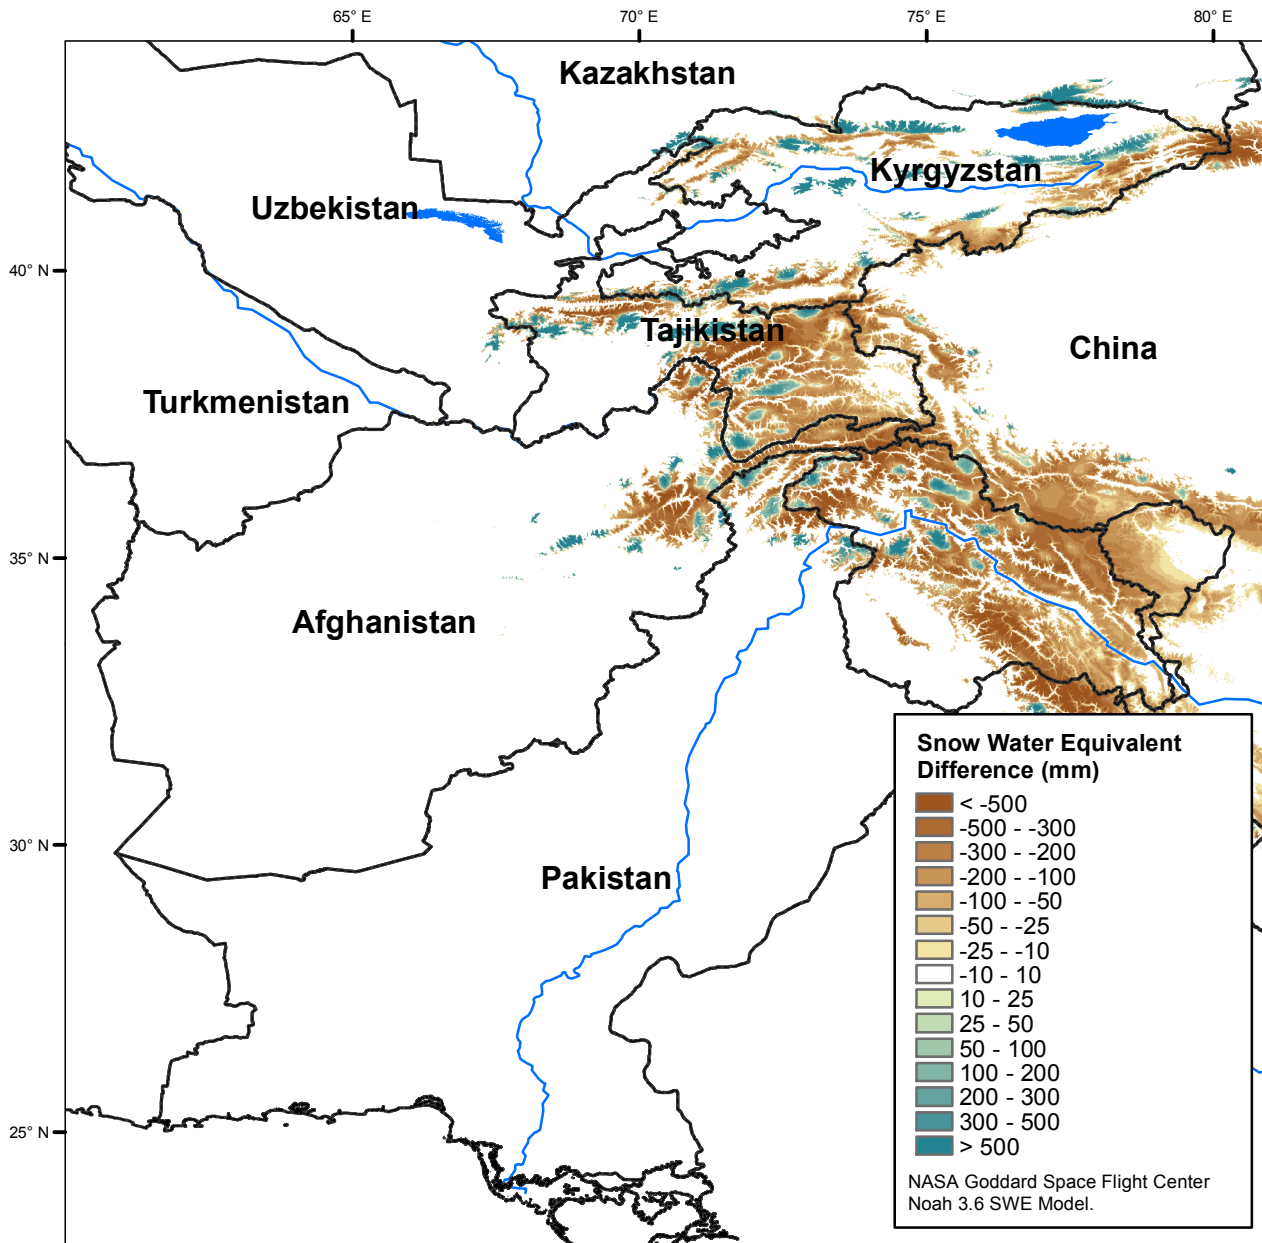 65° E
70° E
75° E
80° E
Kazakhstan
Kyrgyzstan
Uzbekistan
40° N
Tajikistan
China
Turkmenistan
35° N
Afghanistan
30° N
Pakistan
25° N
Snow Water Equivalent
Difference (mm)
< -500
-500 - -300
-300 - -200
-200 - -100
-100 - -50
-50 - -25
-25 - -10
-10 - 10
10 - 25
25 - 50
50 - 100
100 - 200
200 - 300
300 - 500
> 500
NASA Goddard Space Flight Center
Noah 3.6 SWE Model.